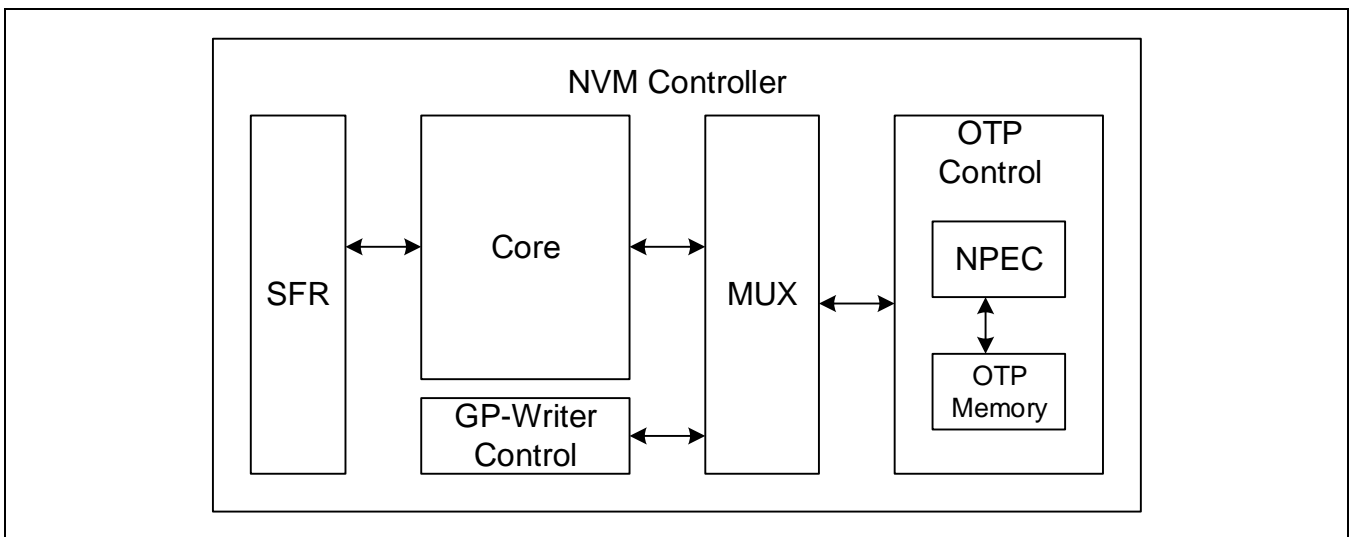 NVM Controller
SFR
Core
GP-Writer
Control
MUX
OTP
Control
NPEC
OTP
Memory